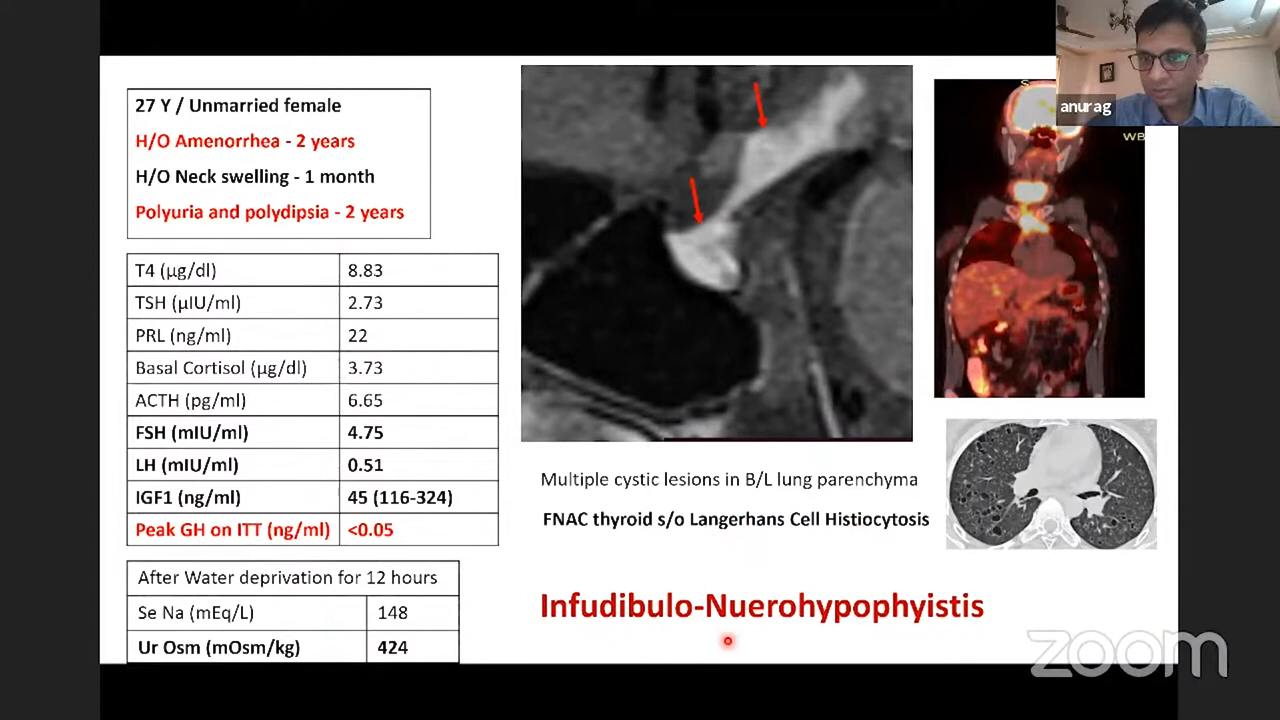 27 Y / Unmarried female
H/O Amenorrhea - 2 years
H/O Neck swelling - 1 month
Polyuria and polydipsia - 2 years
T4 (µg/dl) 8.83
TSH (µIU/ml) 2.73
PRL (ng/ml) 22
Basal Cortisol (µg/dl) 3.73
ACTH (pg/ml) 6.65
FSH (mIU/ml) 4.75
LH (mIU/ml) 0.51
IGF1 (ng/ml) 45 (116-324)
Peak GH on ITT (ng/ml) <0.05
After Water deprivation for 12 hours
Se Na (mEq/L) 148
Ur Osm (mOsm/kg) 424
Multiple cystic lesions in B/L lung parenchyma
FNAC thyroid s/o Langerhans Cell Histiocytosis
Infudibulo-Nuerohypophyistis
anurag
WB
zoom